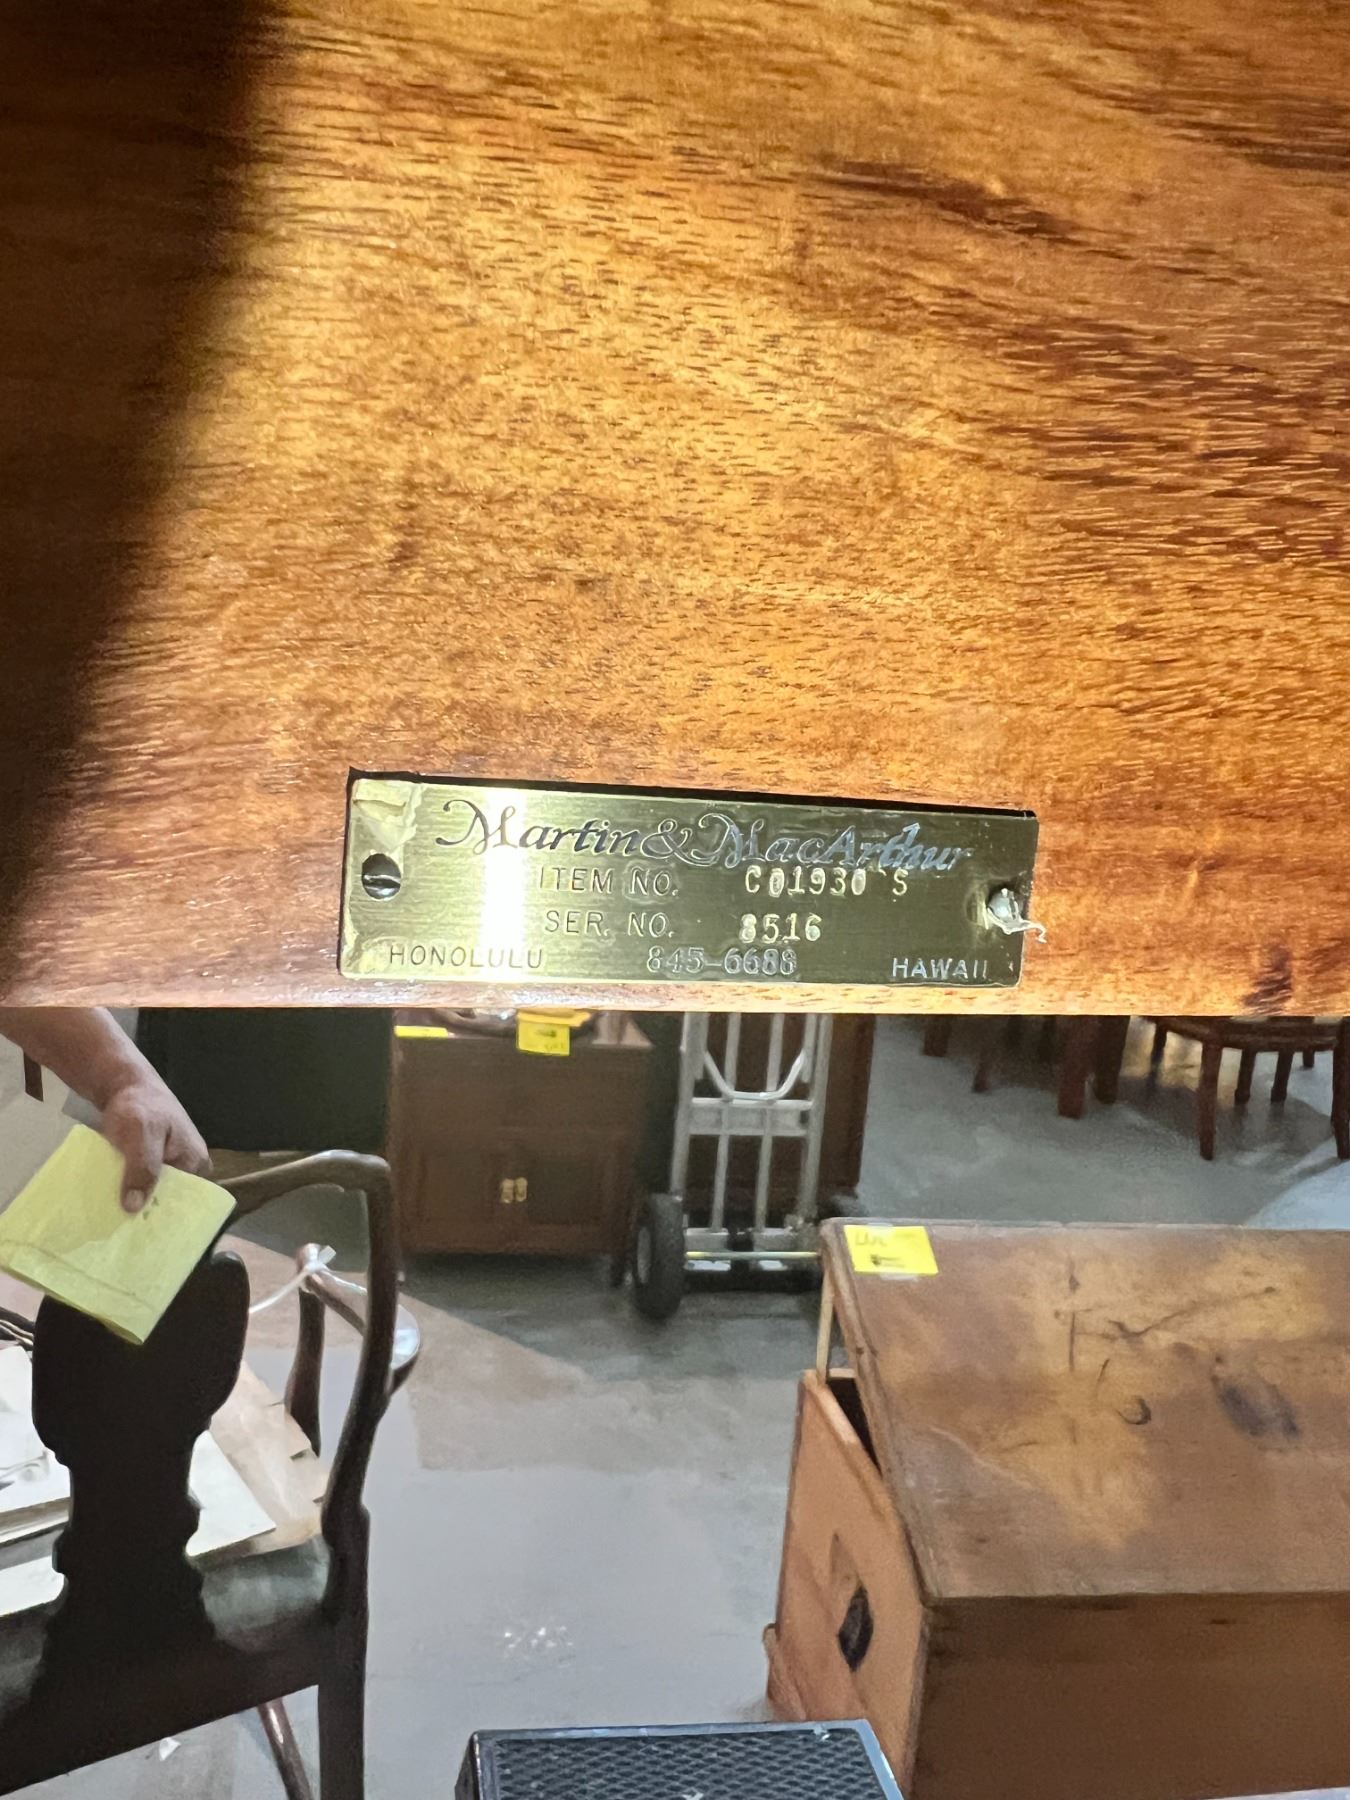 Martin & MacArthur
ITEM NO. C01930 S
SER. NO. 8516
HONOLULU 845-6688 HAWAII